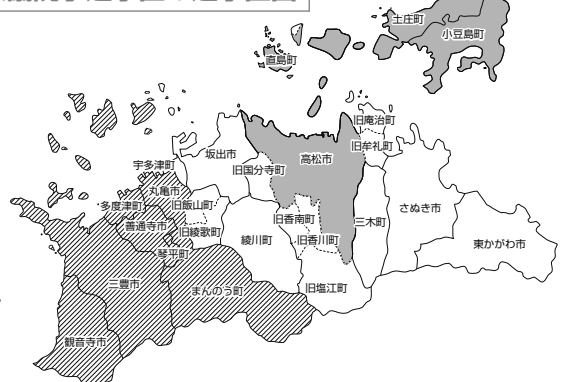 土庄町
小豆島町
直島町
旧庵治町
宇多津町
坂出市
高松市
旧牟礼町
旧国分寺町
丸亀市
多度津町
旧飯山町
善通寺市
旧綾歌町
旧香南町
三木町
さぬき市
綾川町
旧香川町
東かがわ市
琴平町
三豊市
まんのう町
旧塩江町
観音寺市